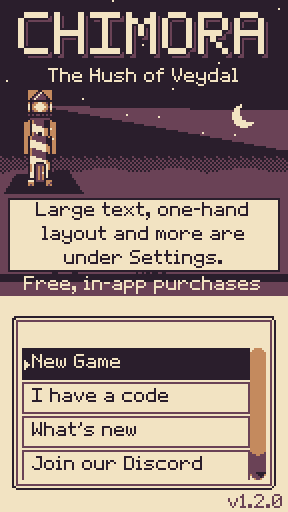 CHIMORA
The Hush of Veydal
Large text, one-hand
layout and more are
under Settings.
Free, in-app purchases
New Game
I have a code
What's new
Join our Discord
v1.2.0